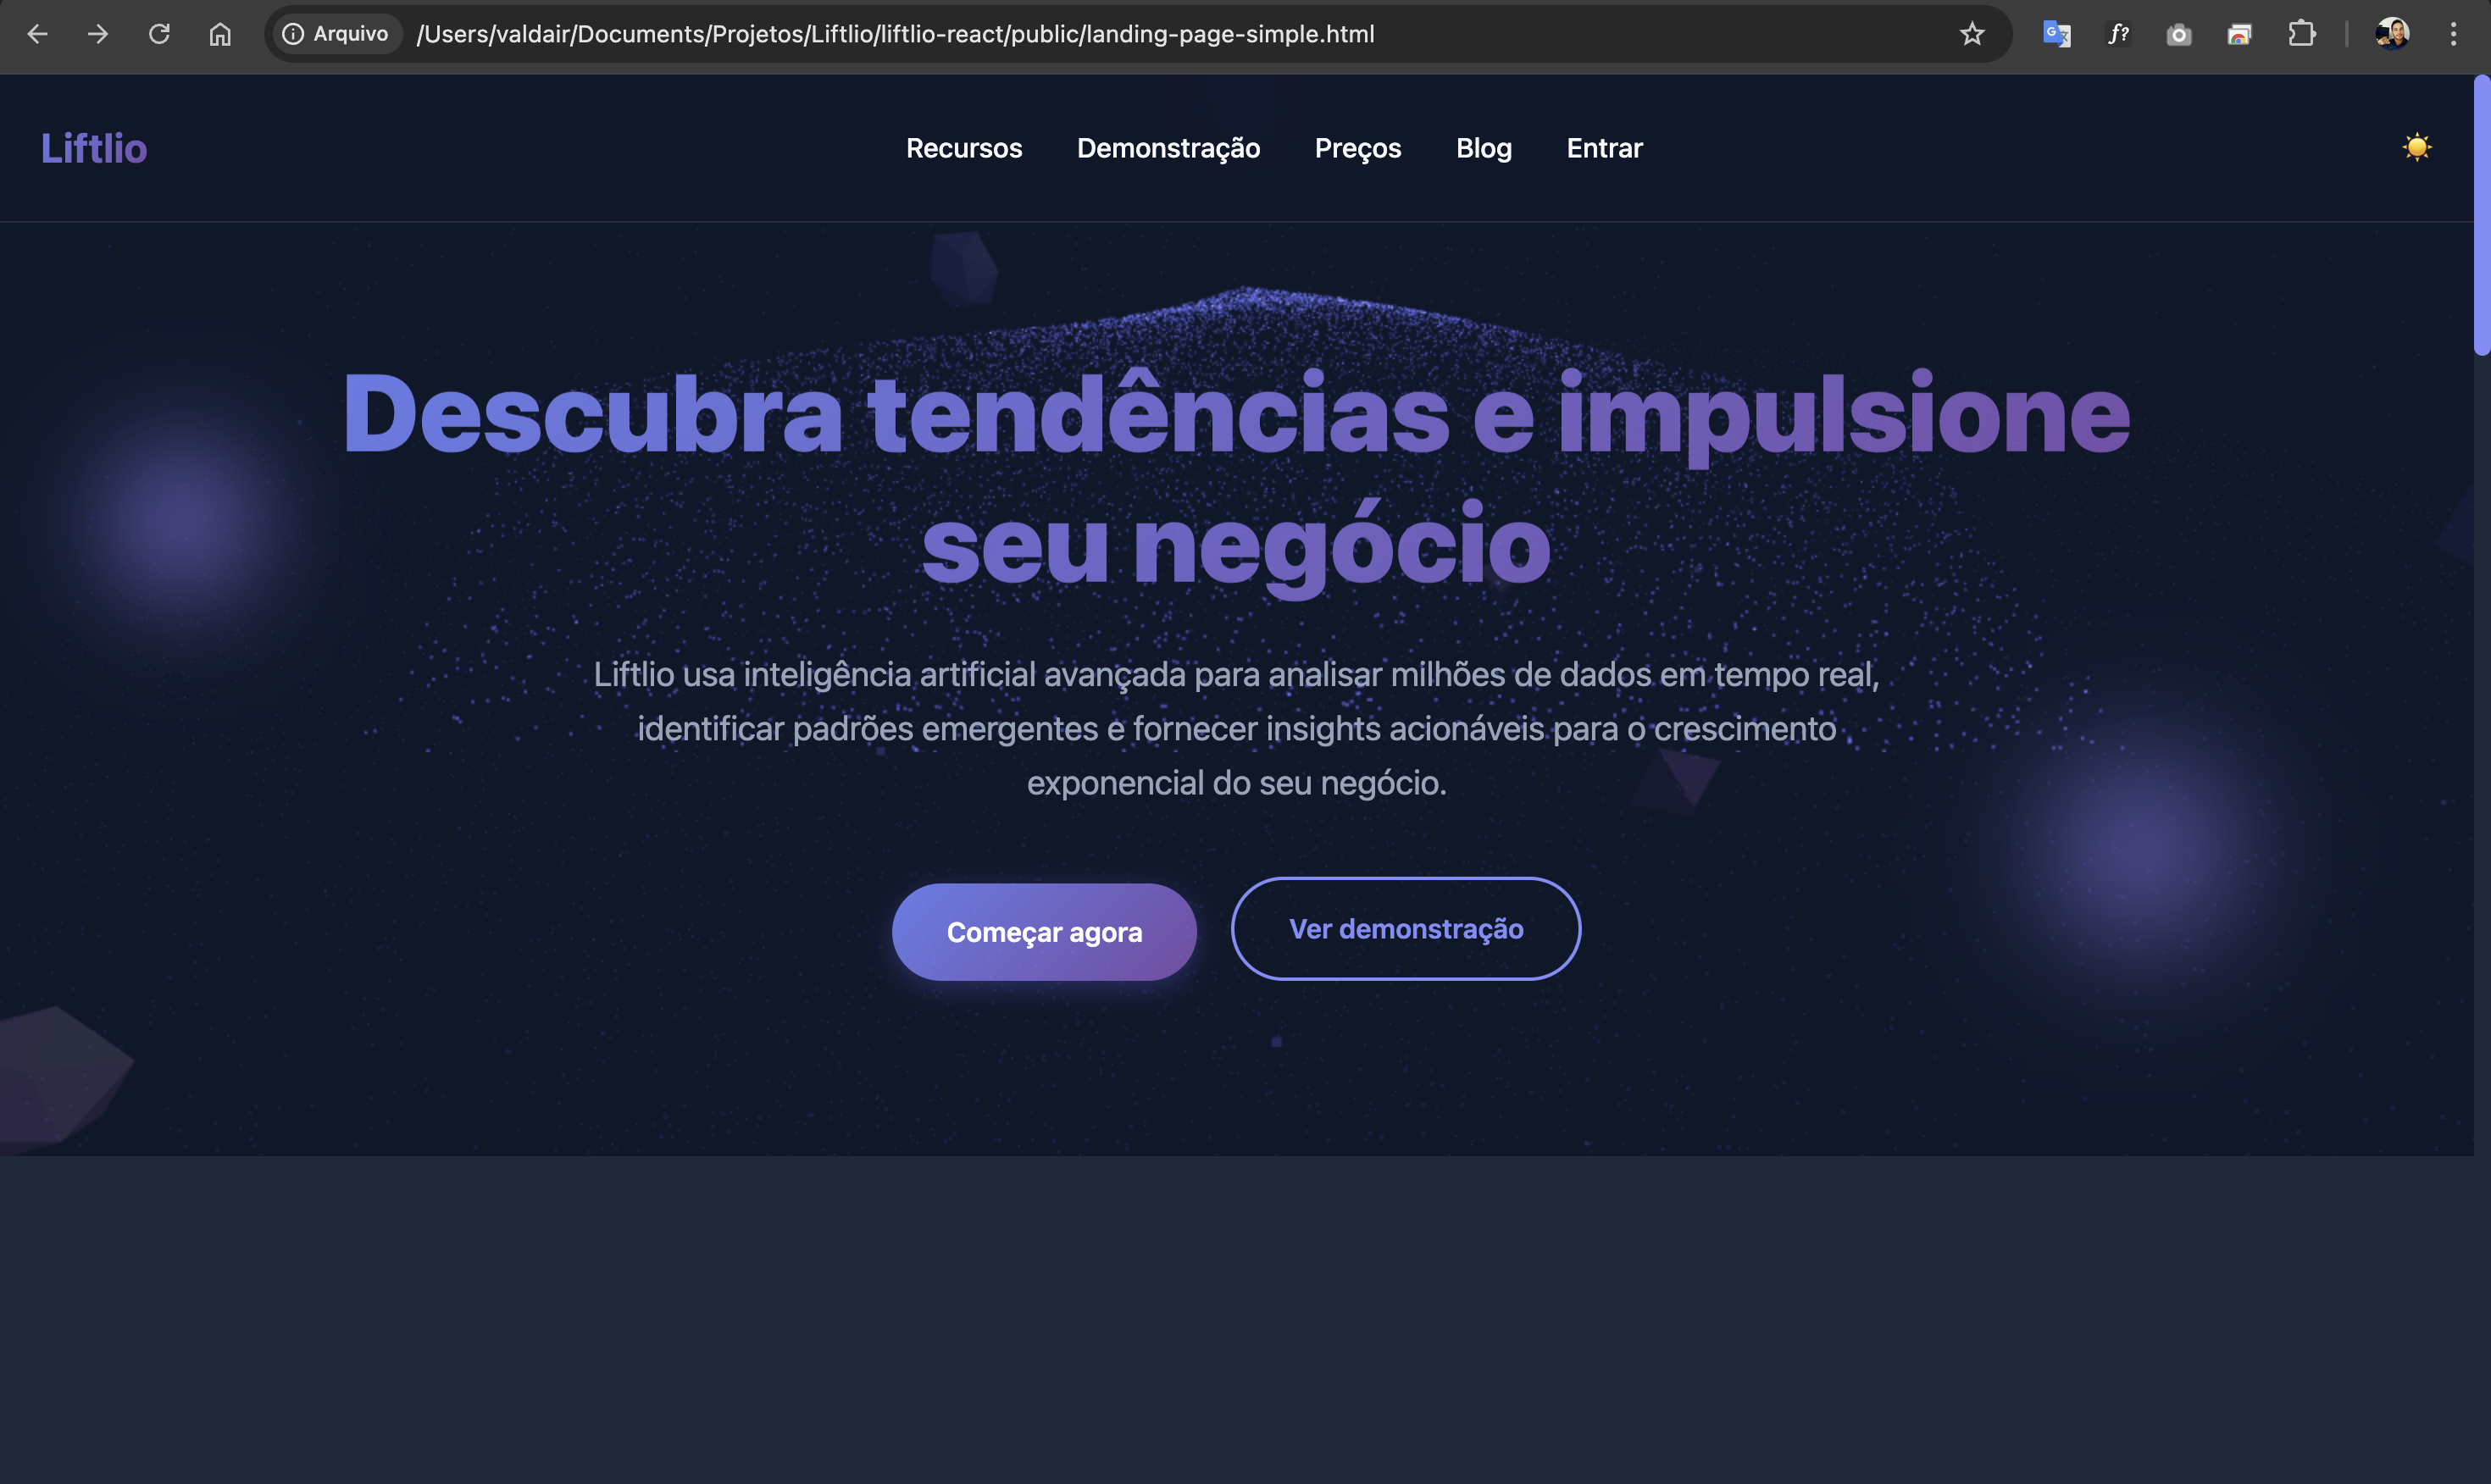 Arquivo /Users/valdair/Documents/Projetos/Liftlio/liftlio-react/public/landing-page-simple.html
f?
Liftlio Recursos Demonstração Preços Blog Entrar
Descubra tendências e impulsione
seu negócio
Liftlio usa inteligência artificial avançada para analisar milhões de dados em tempo real,
identificar padrões emergentes e fornecer insights acionáveis para o crescimento
exponencial do seu negócio.
Começar agora Ver demonstração